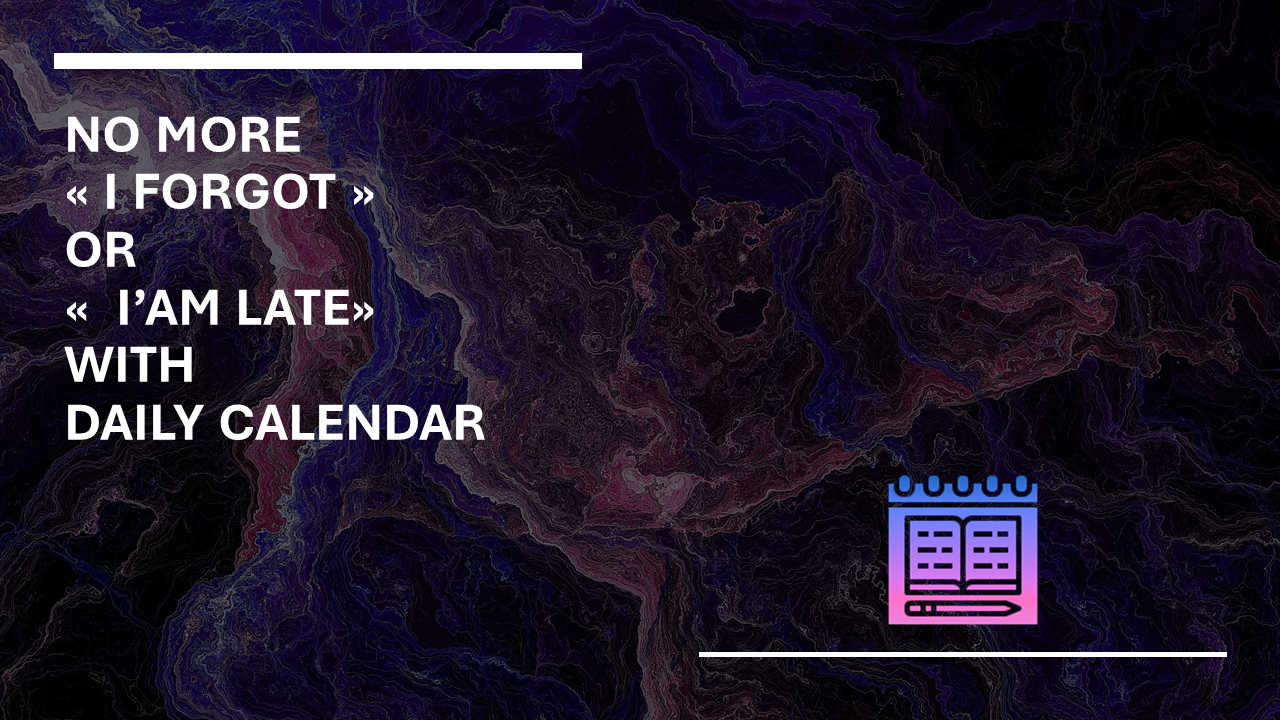 NO MORE
« I FORGOT »
OR
«  I’AM LATE»
WITH
DAILY CALENDAR